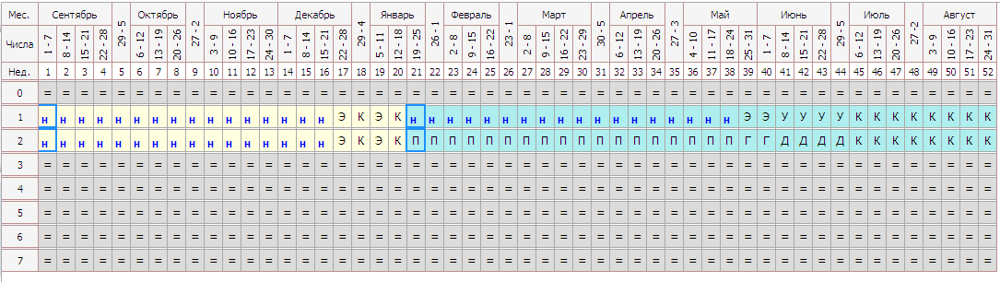 Мес. Сентябрь Октябрь Ноябрь Декабрь Январь Февраль Март Апрель Май Июнь Июль Август
Числа 1 - 7 8 - 14 15 - 21 22 - 28 29 - 5 6 - 12 13 - 19 20 - 26 27 - 2 3 - 9 10 - 16 17 - 23 24 - 30 1 - 7 8 - 14 15 - 21 22 - 28 29 - 4 5 - 11 12 - 18 19 - 25 26 - 1 2 - 8 9 - 15 16 - 22 23 - 1 2 - 8 9 - 15 16 - 22 23 - 29 30 - 5 6 - 12 13 - 19 20 - 26 27 - 3 4 - 10 11 - 17 18 - 24 25 - 31 1 - 7 8 - 14 15 - 21 22 - 28 29 - 5 6 - 12 13 - 19 20 - 26 27 - 2 3 - 9 10 - 16 17 - 23 24 - 31
Нед. 1 2 3 4 5 6 7 8 9 10 11 12 13 14 15 16 17 18 19 20 21 22 23 24 25 26 27 28 29 30 31 32 33 34 35 36 37 38 39 40 41 42 43 44 45 46 47 48 49 50 51 52
0 = = = = = = = = = = = = = = = = = = = = = = = = = = = = = = = = = = = = = = = = = = = = = = = = = = = =
1 н н н н н н н н н н н н н н н н Э К Э К н н н н н н н н н н н н н н н н н н Э Э У У У У К К К К К К К К
2 н н н н н н н н н н н н н н н н Э К Э К П П П П П П П П П П П П П П П П П П Г Г Д Д Д Д К К К К К К К К
3 = = = = = = = = = = = = = = = = = = = = = = = = = = = = = = = = = = = = = = = = = = = = = = = = = = = =
4 = = = = = = = = = = = = = = = = = = = = = = = = = = = = = = = = = = = = = = = = = = = = = = = = = = = =
5 = = = = = = = = = = = = = = = = = = = = = = = = = = = = = = = = = = = = = = = = = = = = = = = = = = = =
6 = = = = = = = = = = = = = = = = = = = = = = = = = = = = = = = = = = = = = = = = = = = = = = = = = = = =
7 = = = = = = = = = = = = = = = = = = = = = = = = = = = = = = = = = = = = = = = = = = = = = = = = = = = =